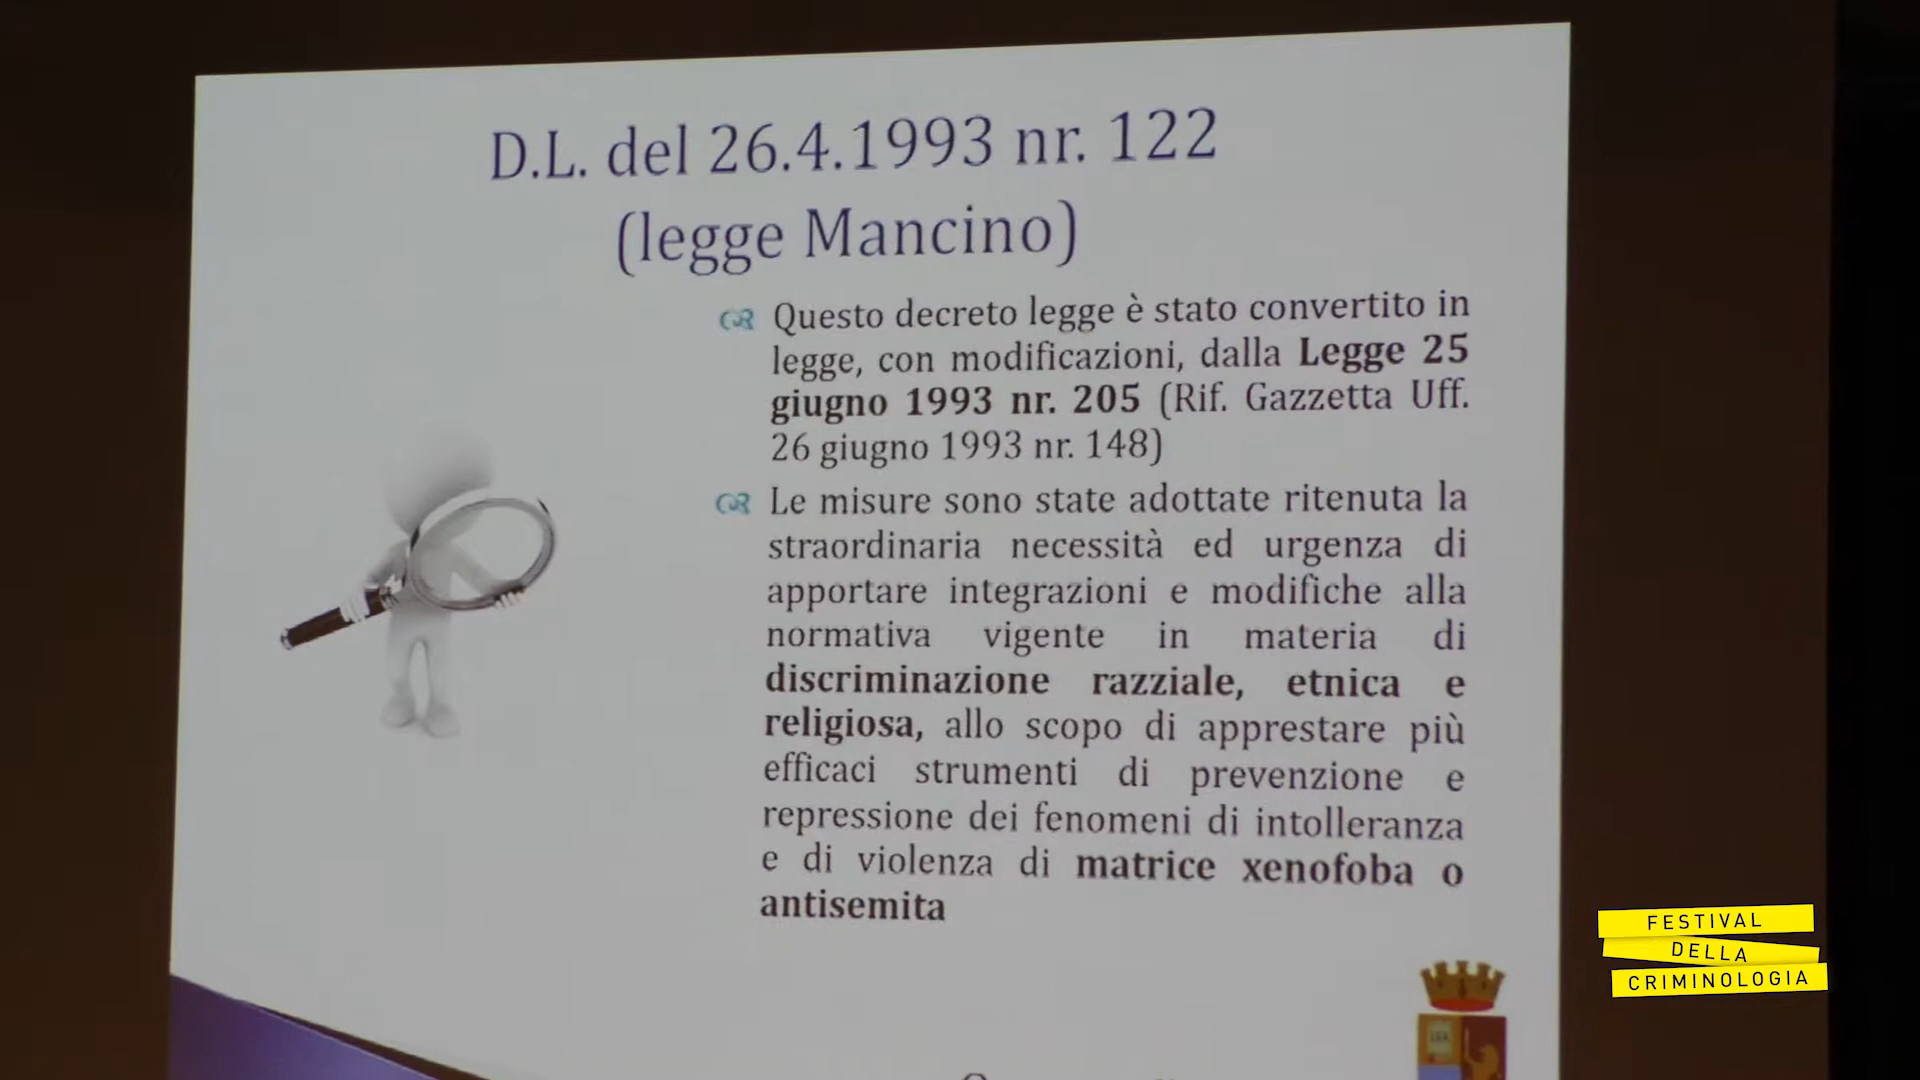 D.L. del 26.4.1993 nr. 122
(legge Mancino)
Questo decreto legge è stato convertito in
legge, con modificazioni, dalla Legge 25
giugno 1993 nr. 205 (Rif. Gazzetta Uff.
26 giugno 1993 nr. 148)
Le misure sono state adottate ritenuta la
straordinaria necessità ed urgenza di
apportare integrazioni e modifiche alla
normativa vigente in materia di
discriminazione razziale, etnica e
religiosa, allo scopo di apprestare più
efficaci strumenti di prevenzione e
repressione dei fenomeni di intolleranza
e di violenza di matrice xenofoba o
antisemita
FESTIVAL
DELLA
CRIMINOLOGIA